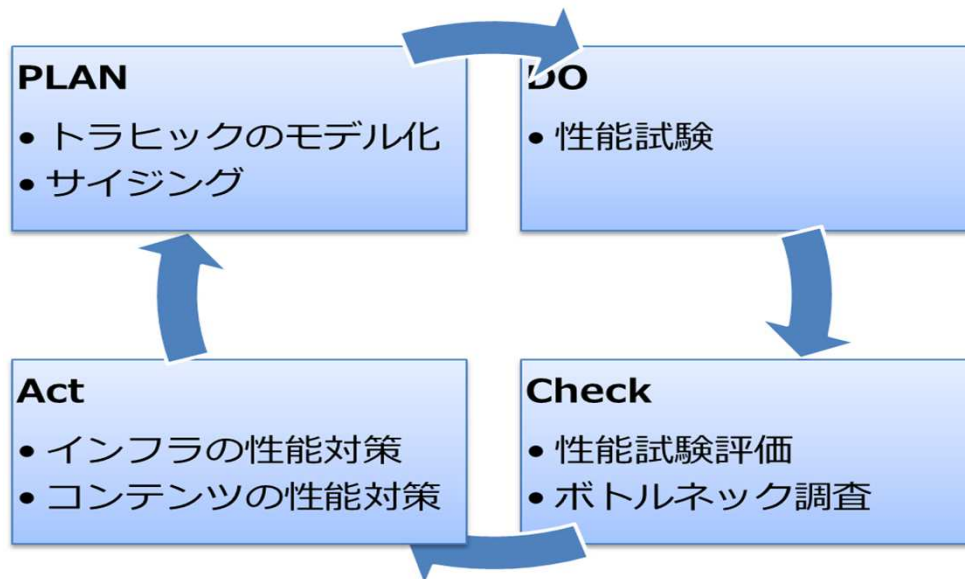 PLAN
• トラヒックのモデル化
• サイジング
DO
• 性能試験
Act
• インフラの性能対策
• コンテンツの性能対策
Check
• 性能試験評価
• ボトルネック調査